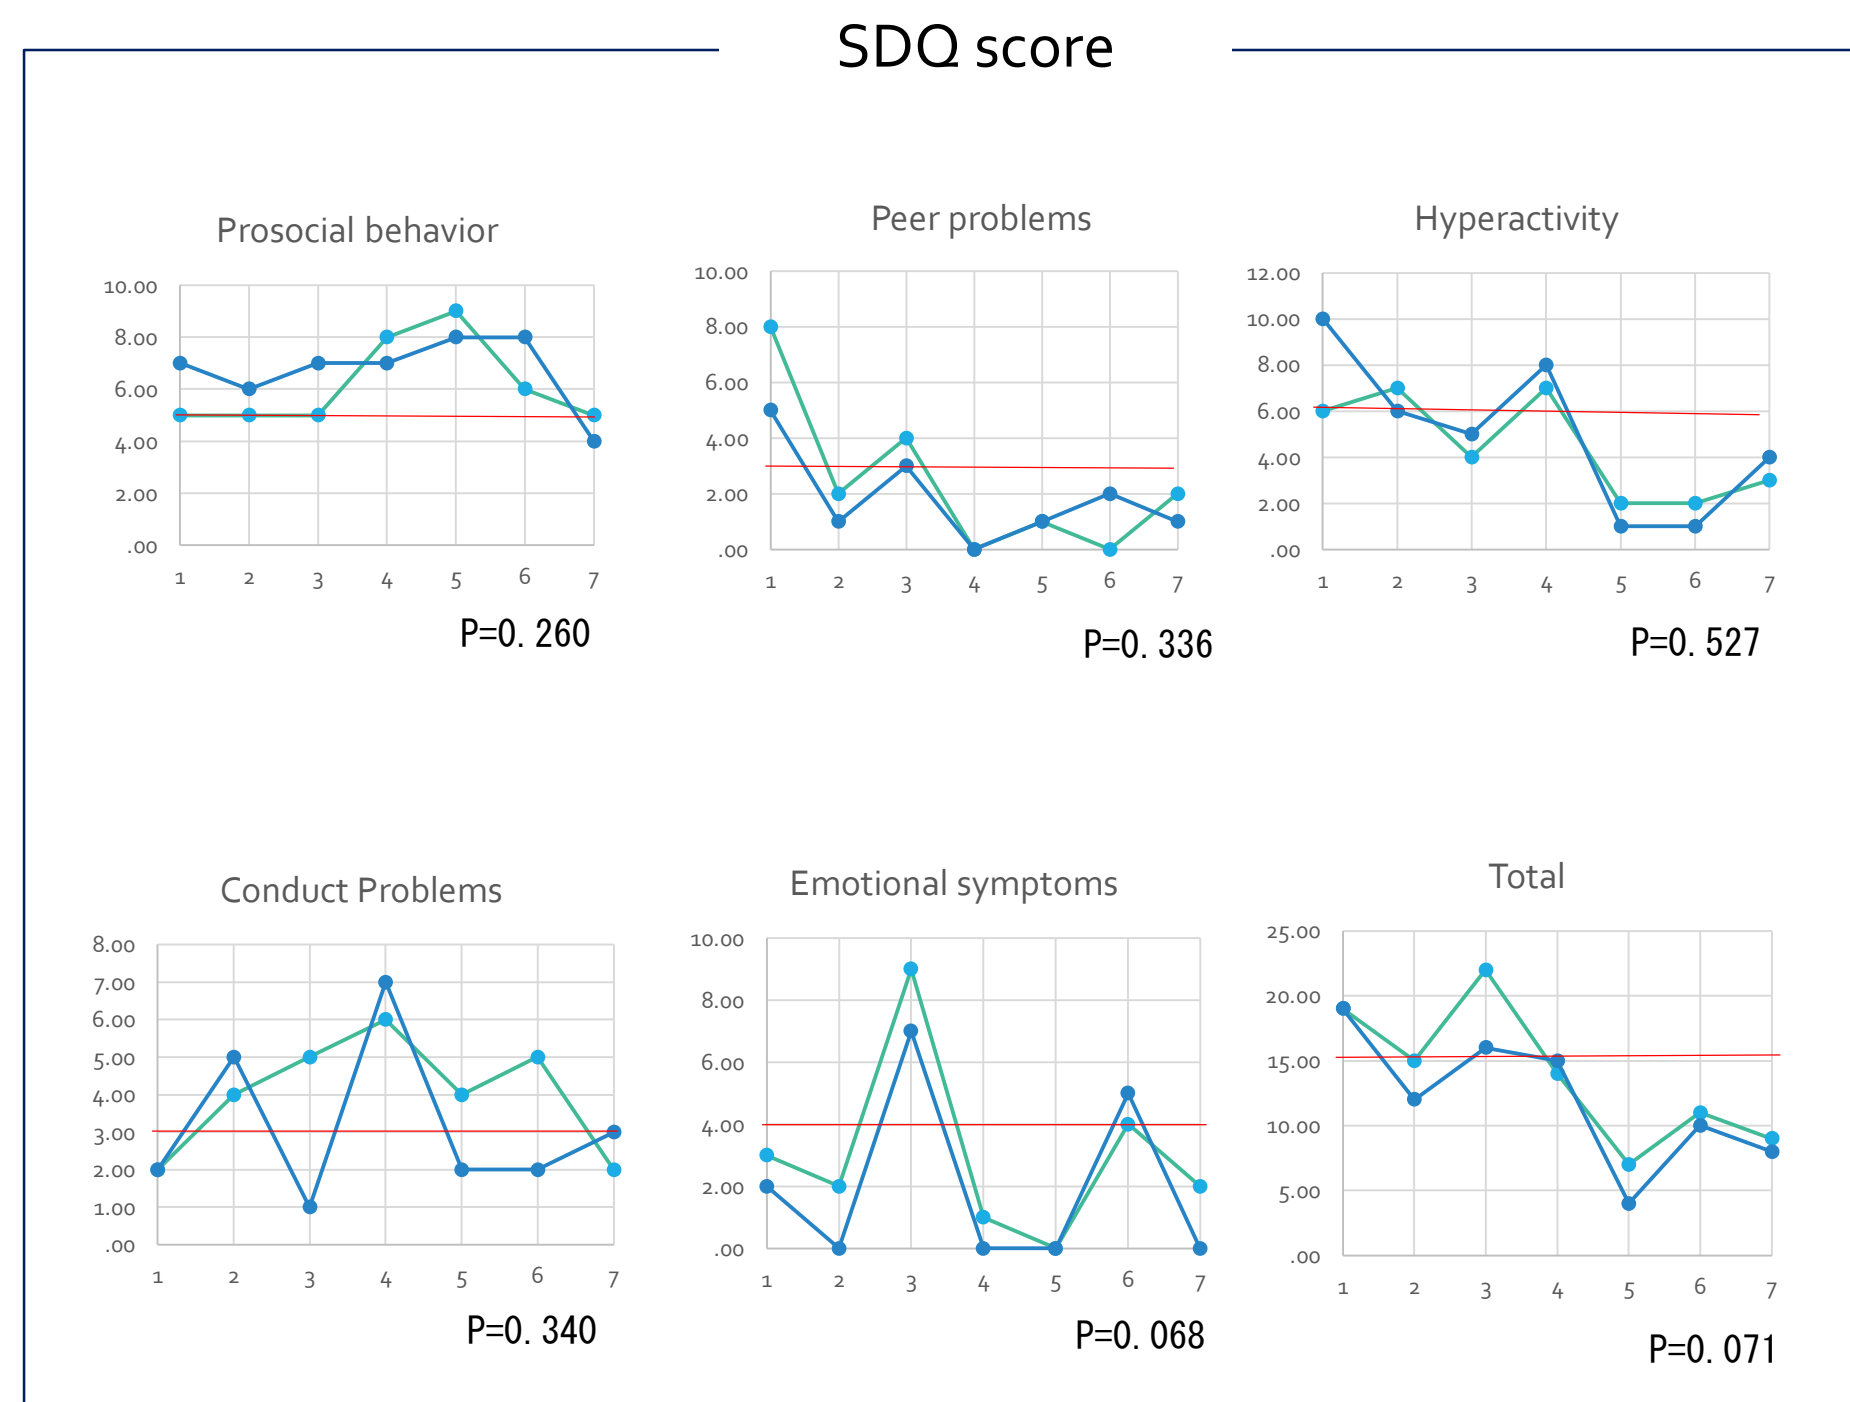 SDQ score
Prosocial behavior
10.00
8.00
6.00
4.00
2.00
.00
1 2 3 4 5 6 7
P=0. 260
Peer problems
10.00
8.00
6.00
4.00
2.00
.00
1 2 3 4 5 6 7
P=0. 336
Hyperactivity
12.00
10.00
8.00
6.00
4.00
2.00
.00
1 2 3 4 5 6 7
P=0. 527
Conduct Problems
8.00
7.00
6.00
5.00
4.00
3.00
2.00
1.00
.00
1 2 3 4 5 6 7
P=0. 340
Emotional symptoms
10.00
8.00
6.00
4.00
2.00
.00
1 2 3 4 5 6 7
P=0. 068
Total
25.00
20.00
15.00
10.00
5.00
.00
1 2 3 4 5 6 7
P=0. 071